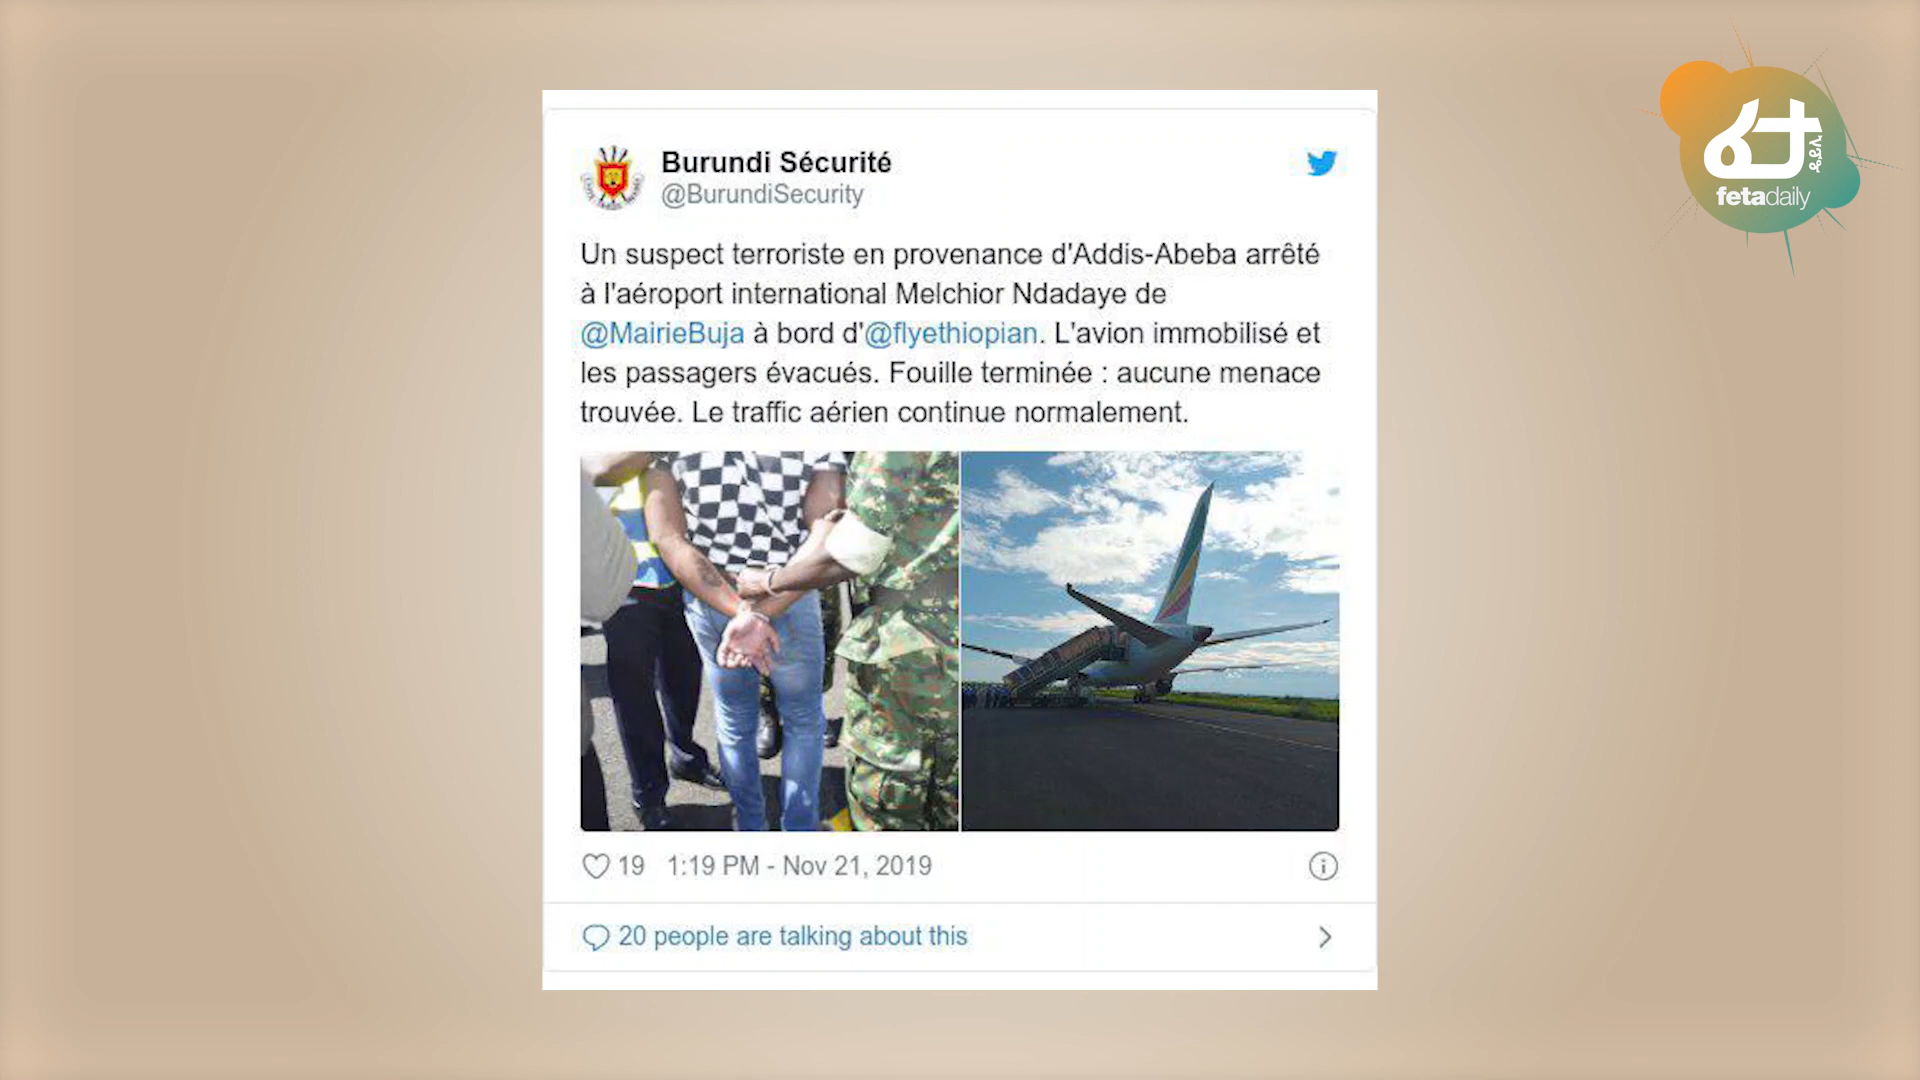 Burundi Sécurité
@BurundiSecurity
Un suspect terroriste en provenance d'Addis-Abeba arrêté
à l'aéroport international Melchior Ndadaye de
@MairieBuja à bord d'@flyethiopian. L'avion immobilisé et
les passagers évacués. Fouille terminée : aucune menace
trouvée. Le traffic aérien continue normalement.
19 1:19 PM - Nov 21, 2019
20 people are talking about this
fetadaily